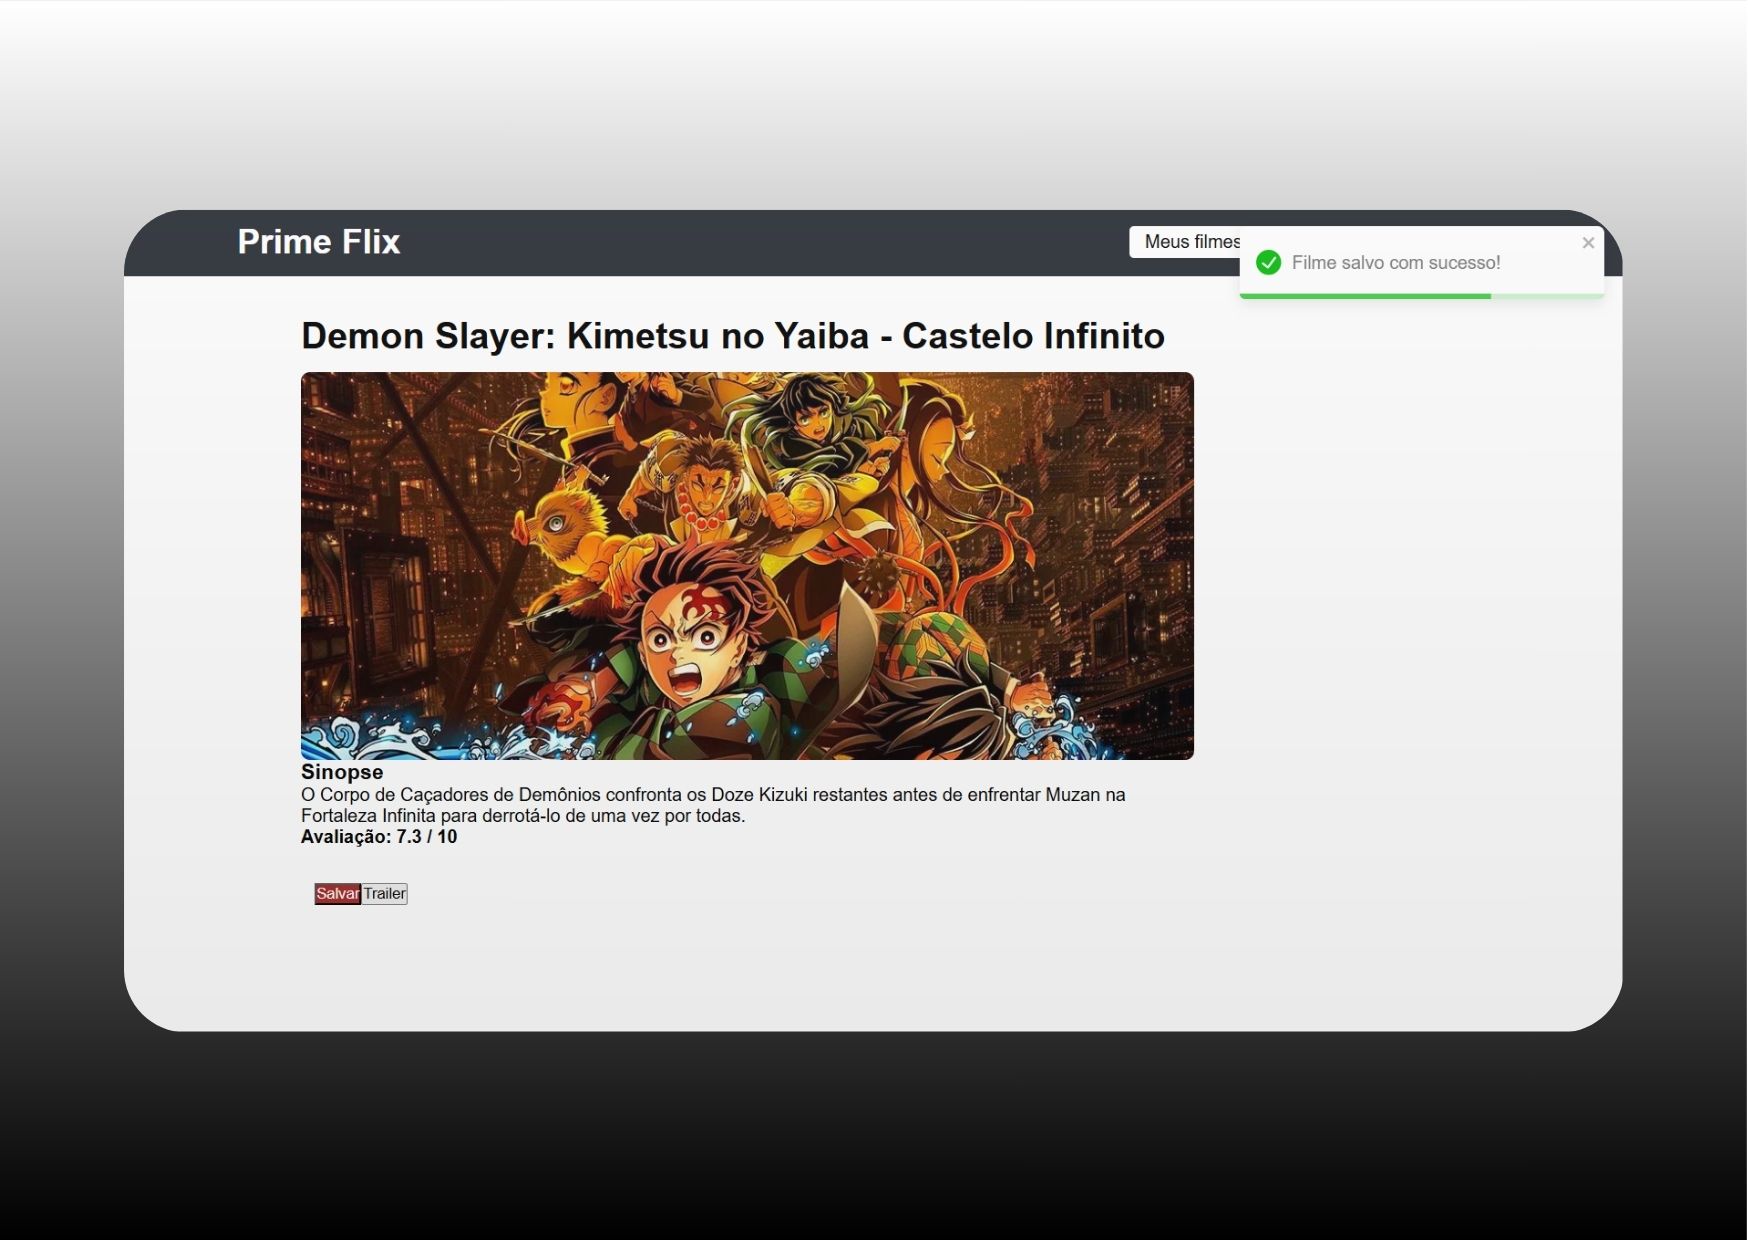 Prime Flix
Meus filmes
Filme salvo com sucesso!
Demon Slayer: Kimetsu no Yaiba - Castelo Infinito
Sinopse
O Corpo de Caçadores de Demônios confronta os Doze Kizuki restantes antes de enfrentar Muzan na
Fortaleza Infinita para derrotá-lo de uma vez por todas.
Avaliação: 7.3 / 10
Salvar
Trailer